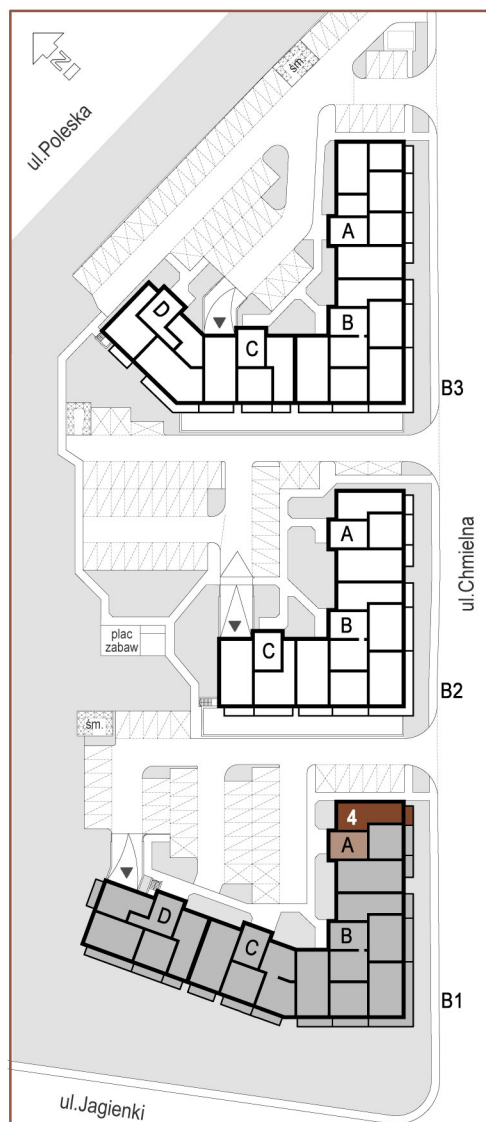 N
śm.
ul.Poleska
A
D
B
C
B3
A
ul.Chmielna
B
plac
zabaw
C
B2
śm.
4
A
D
B
C
B1
ul.Jagienki